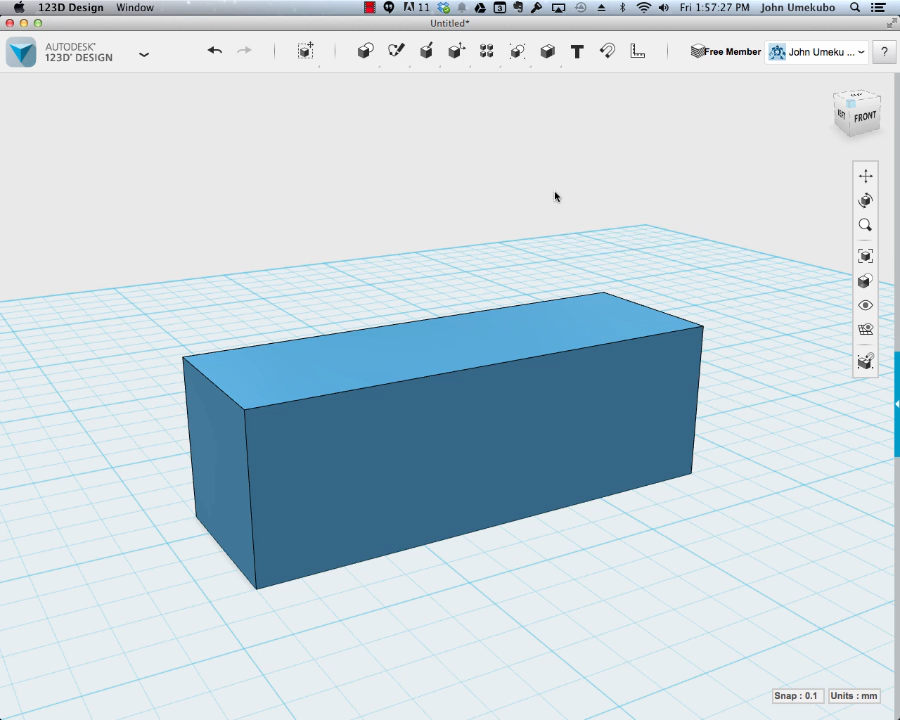 123D Design Window 11 3 Fri 1:57:27 PM John Umekubo
Untitled*
AUTODESK®
123D® DESIGN
T
Free Member
John Umeku ...
?
FRONT
Snap : 0.1
Units : mm